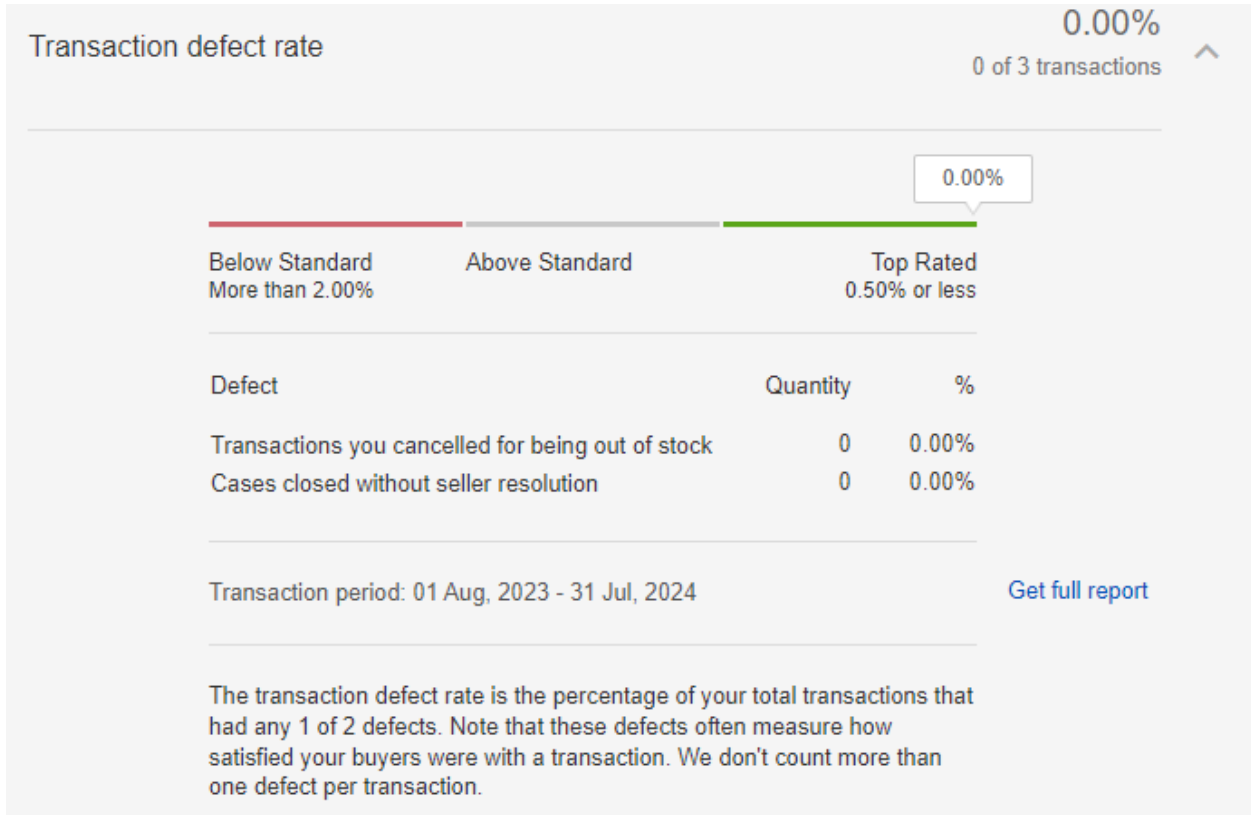 Transaction defect rate
0.00%
0 of 3 transactions
0.00%
Below Standard
More than 2.00%
Above Standard
Top Rated
0.50% or less
Defect Quantity %
Transactions you cancelled for being out of stock 0 0.00%
Cases closed without seller resolution 0 0.00%
Transaction period: 01 Aug, 2023 - 31 Jul, 2024
Get full report
The transaction defect rate is the percentage of your total transactions that
had any 1 of 2 defects. Note that these defects often measure how
satisfied your buyers were with a transaction. We don't count more than
one defect per transaction.